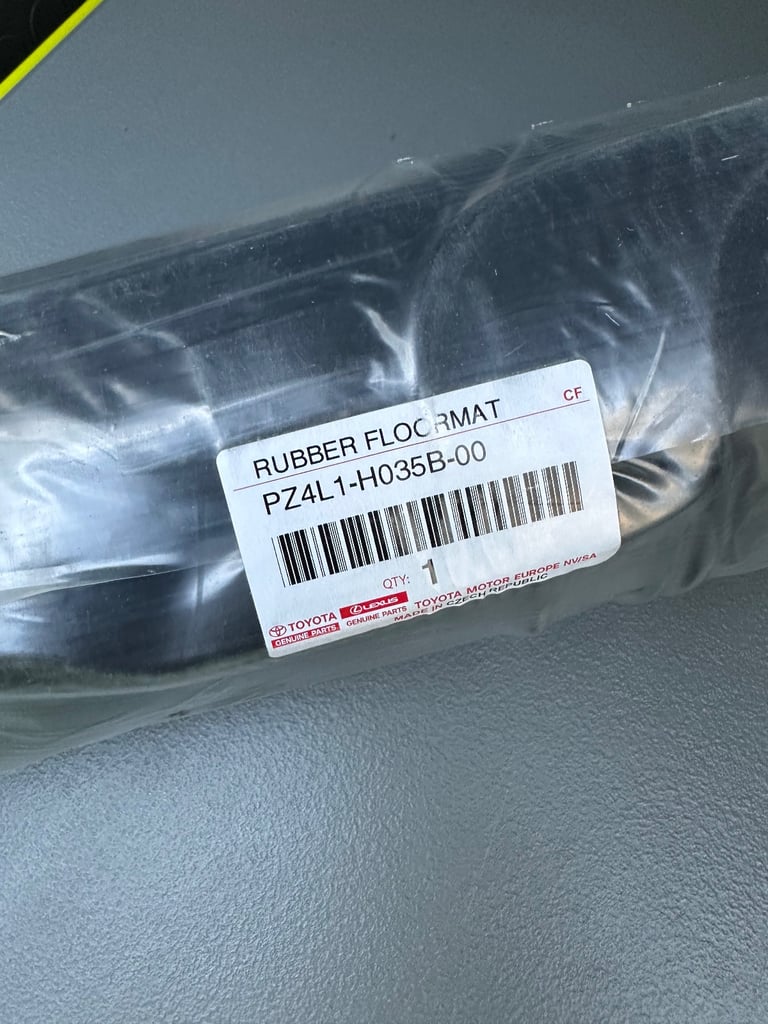 CF
RUBBER FLOORMAT
PZ4L1-H035B-00
QTY: 1
TOYOTA
GENUINE PARTS
LEXUS
GENUINE PARTS
TOYOTA MOTOR EUROPE NV/SA
MADE IN CZECH REPUBLIC